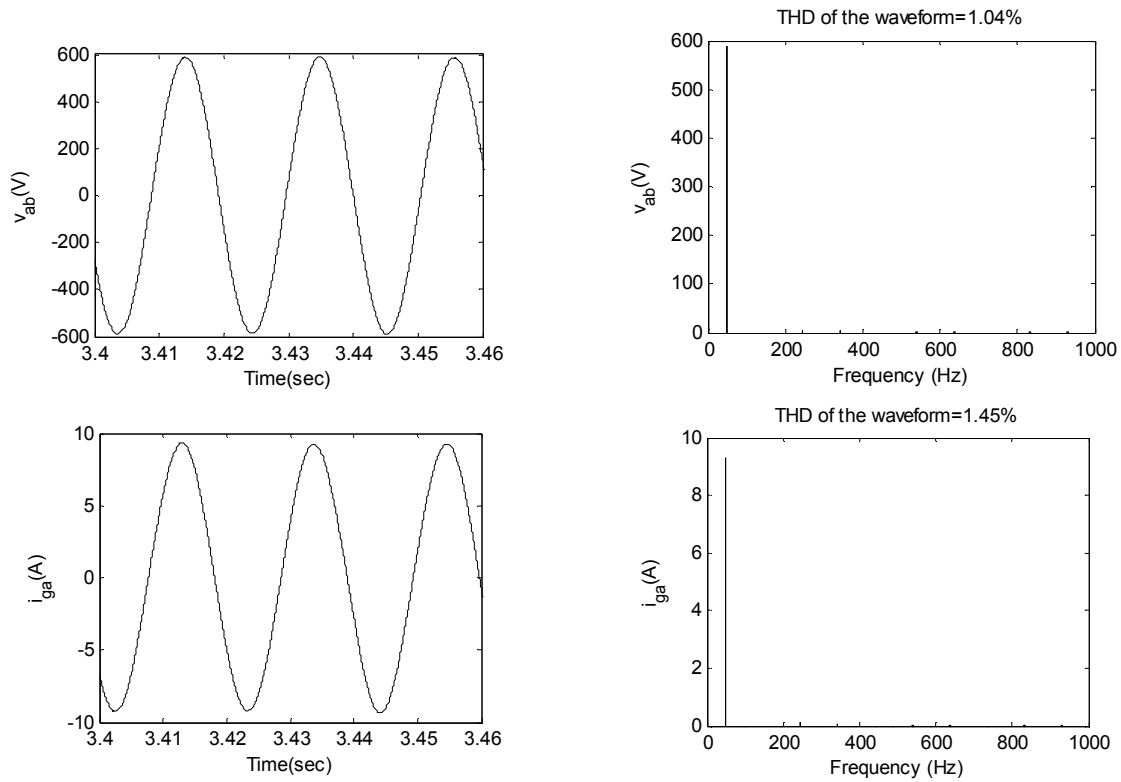 600
400
200
0
-200
-400
-600
v_ab(V)
3.4 3.41 3.42 3.43 3.44 3.45 3.46
Time(sec)
THD of the waveform=1.04%
600
500
400
300
200
100
0
v_ab(V)
0 200 400 600 800 1000
Frequency (Hz)
10
5
0
-5
-10
i_ga(A)
3.4 3.41 3.42 3.43 3.44 3.45 3.46
Time(sec)
THD of the waveform=1.45%
10
8
6
4
2
0
i_ga(A)
0 200 400 600 800 1000
Frequency (Hz)